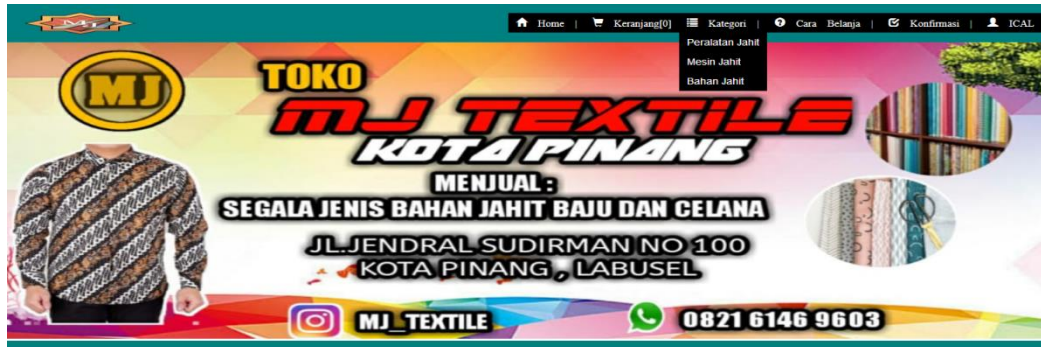 MJ
Home | Keranjang[0] Kategori | Cara Belanja | Konfirmasi | ICAL
Peralatan Jahit
Mesin Jahit
Bahan Jahit
MJ
TOKO
MJ TEXTILE
KOTA PINANG
MENJUAL :
SEGALA JENIS BAHAN JAHIT BAJU DAN CELANA
JL.JENDRAL SUDIRMAN NO 100
KOTA PINANG , LABUSEL
MJ_TEXTILE
0821 6146 9603